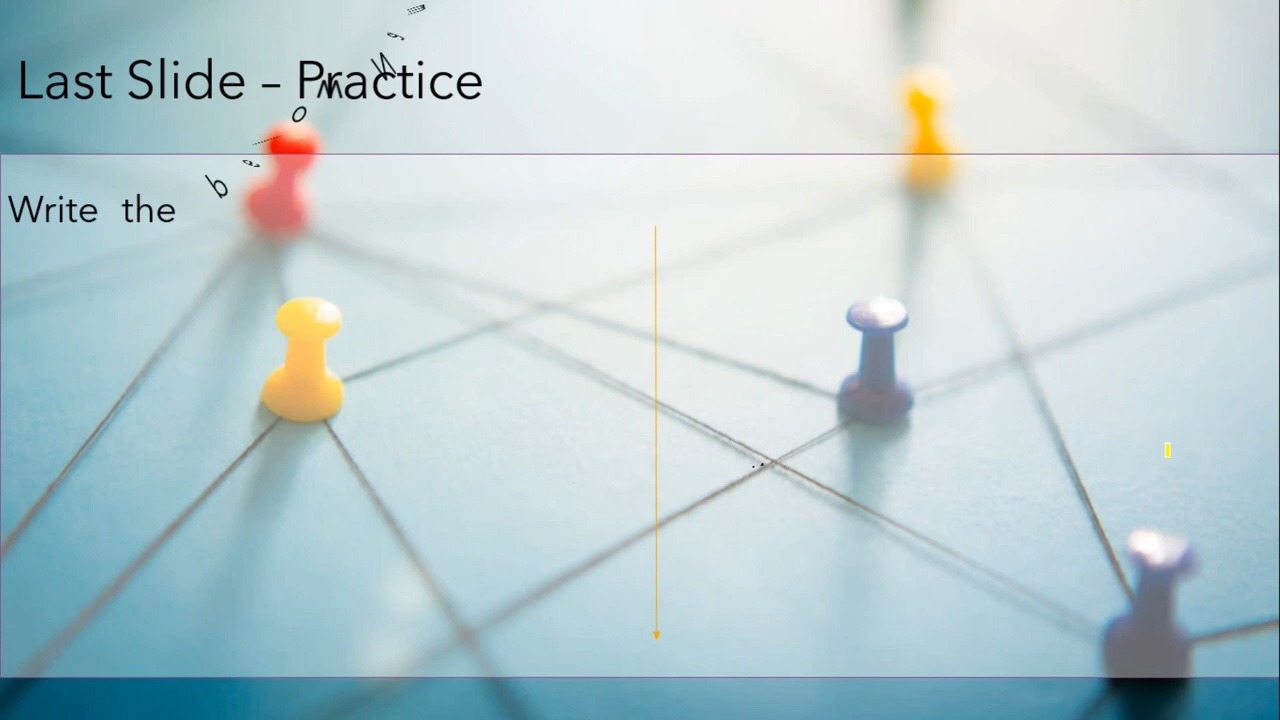 Last Slide – Practice
Write the